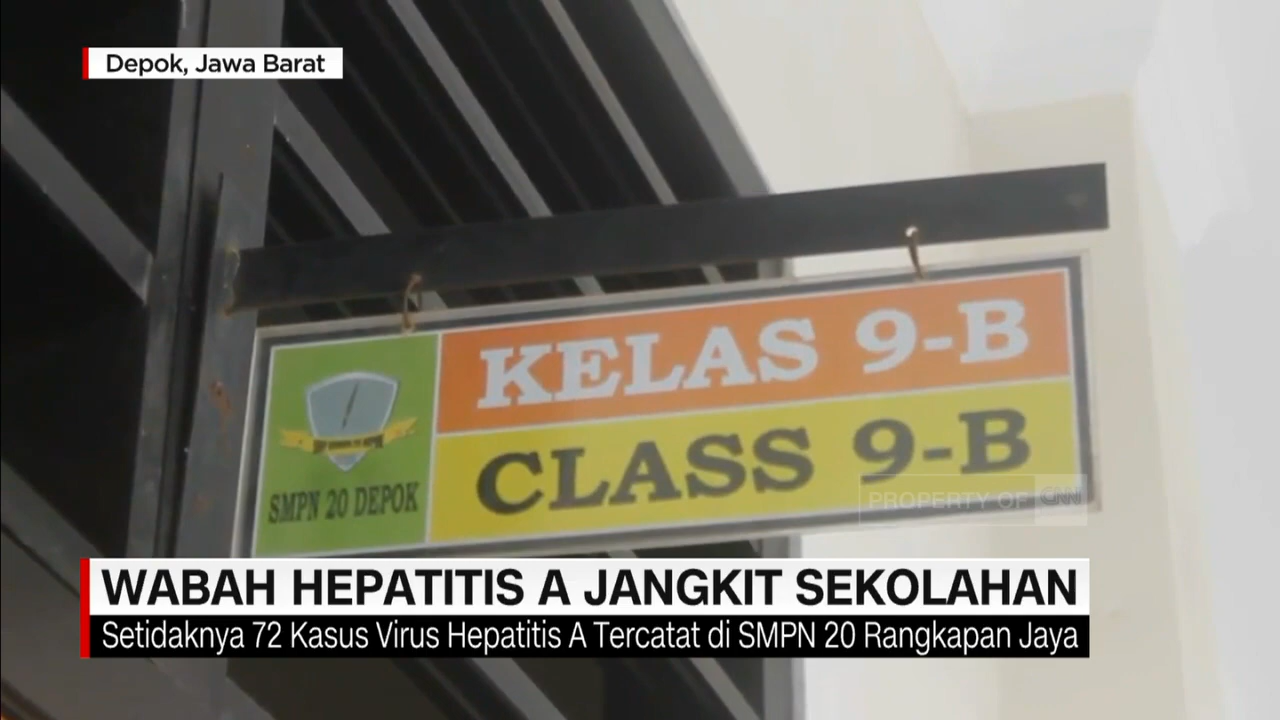 Depok, Jawa Barat
KELAS 9-B
CLASS 9-B
SMPN 20 DEPOK
PROPERTY OF CNN
WABAH HEPATITIS A JANGKIT SEKOLAHAN
Setidaknya 72 Kasus Virus Hepatitis A Tercatat di SMPN 20 Rangkapan Jaya